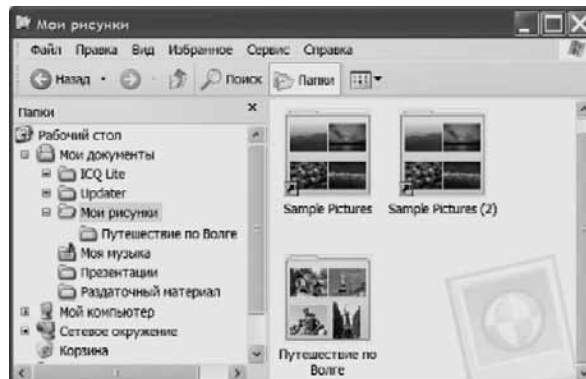 Мои рисунки
Файл Правка Вид Избранное Сервис Справка
Назад Поиск Папки
Папки
Рабочий стол
Мои документы
ICQ Lite
Updater
Мои рисунки
Путешествие по Волге
Моя музыка
Презентации
Раздаточный материал
Мой компьютер
Сетевое окружение
Корзина
Sample Pictures Sample Pictures (2)
Путешествие по
Волге